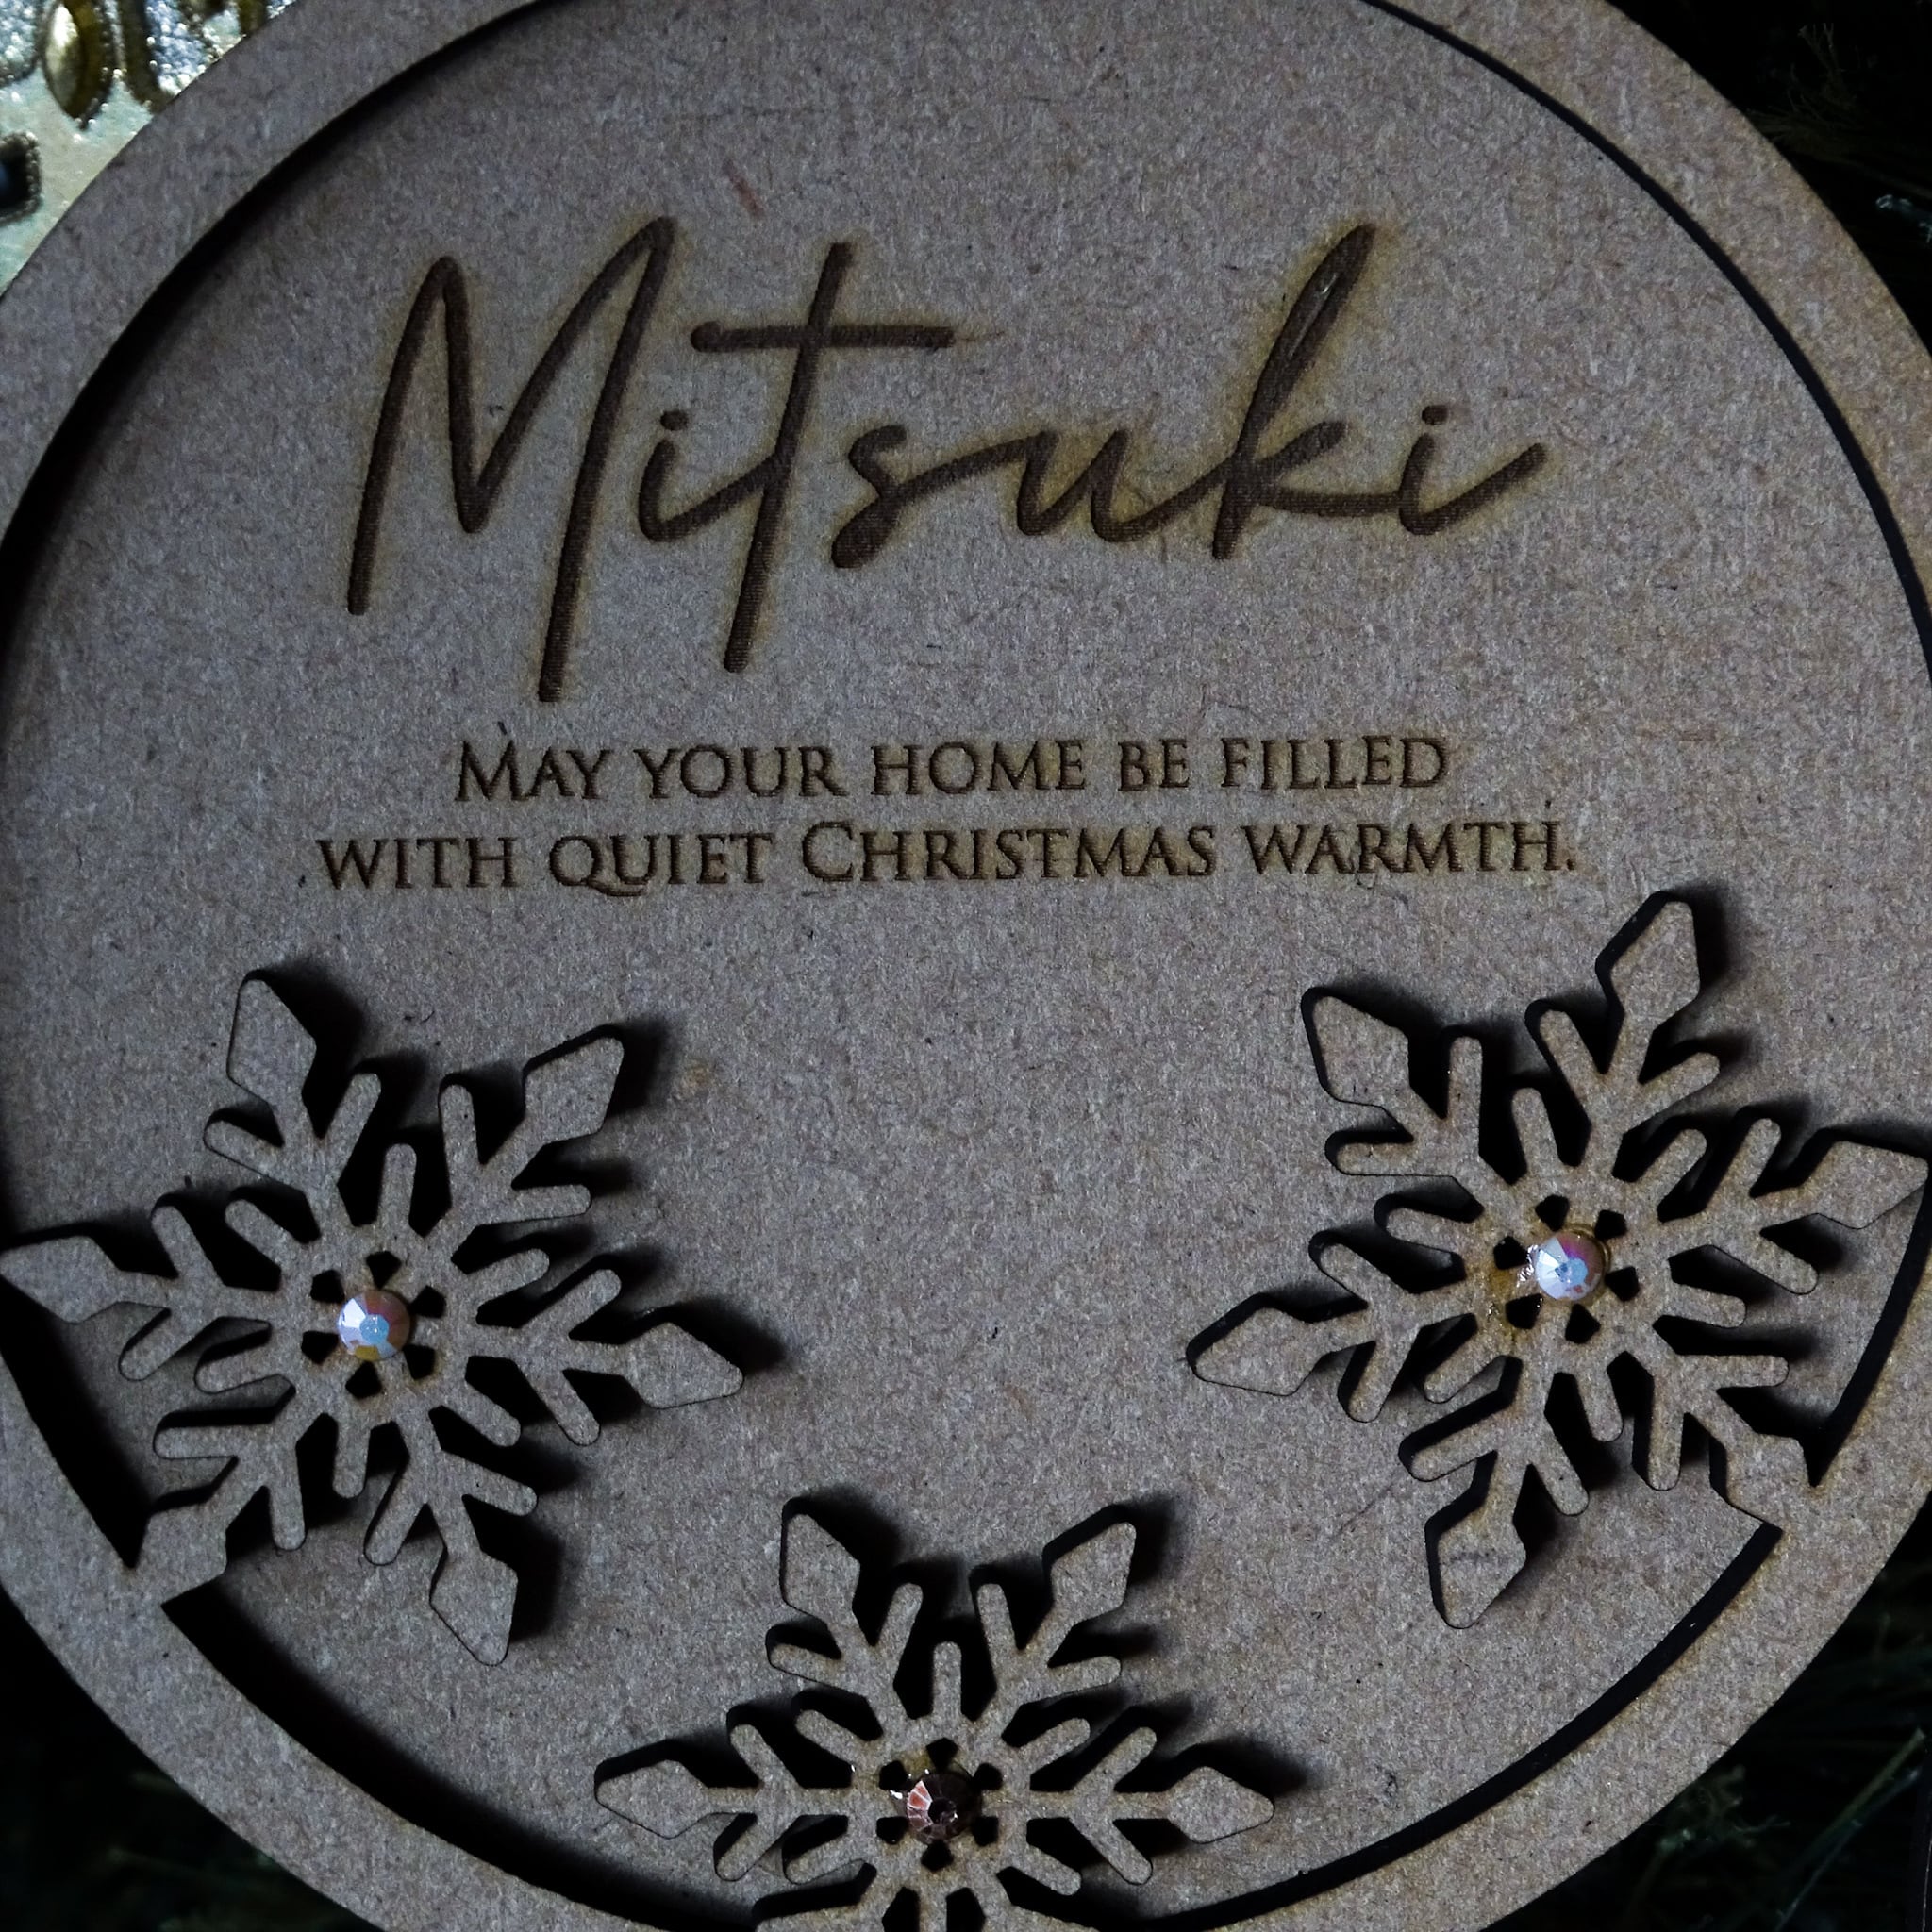 Mitsuki
May your home be filled
with quiet Christmas warmth.